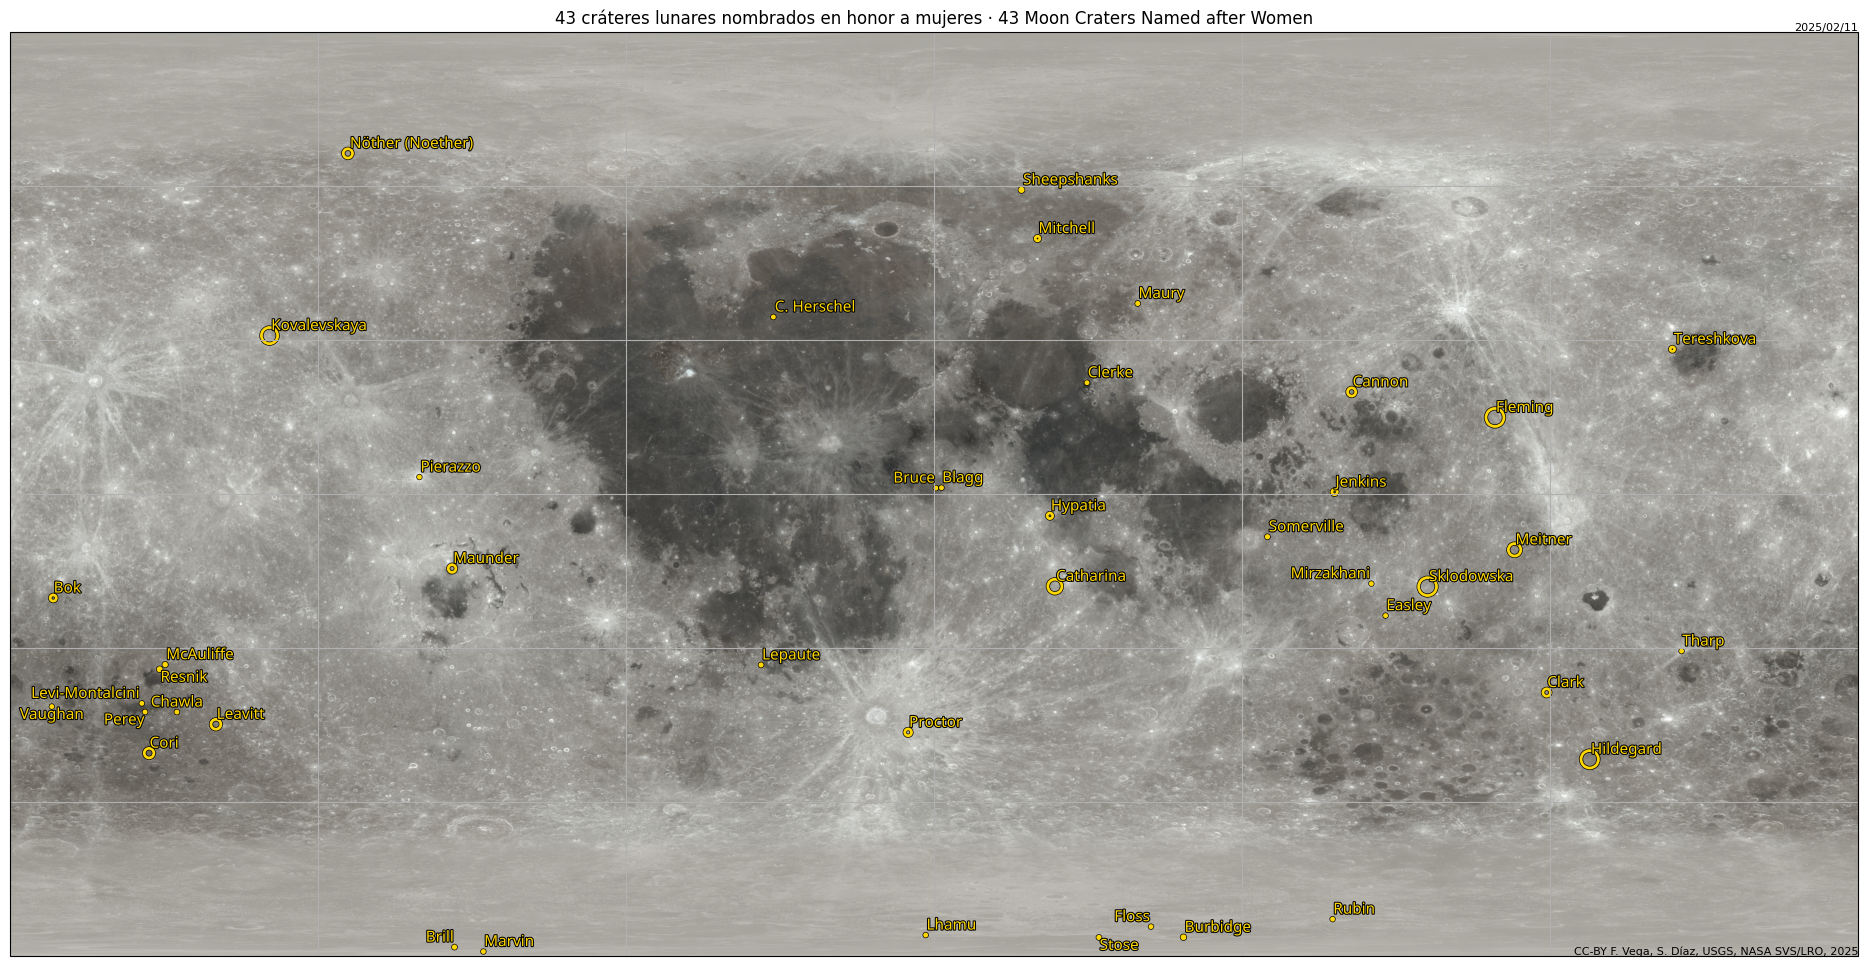 43 cráteres lunares nombrados en honor a mujeres · 43 Moon Craters Named after Women
2025/02/11
Nöther (Noether)
Sheepshanks
Mitchell
Maury
C. Herschel
Kovalevskaya
Tereshkova
Clerke
Cannon
Fleming
Pierazzo
Bruce
Blagg
Jenkins
Hypatia
Somerville
Meitner
Maunder
Mirzakhani
Catharina
Sklodowska
Bok
Easley
Tharp
McAuliffe
Lepaute
Resnik
Clark
Levi-Montalcini
Chawla
Vaughan
Perey
Leavitt
Proctor
Cori
Hildegard
Rubin
Floss
Lhamu
Burbidge
Brill
Marvin
Stose
CC-BY F. Vega, S. Díaz, USGS, NASA SVS/LRO, 2025